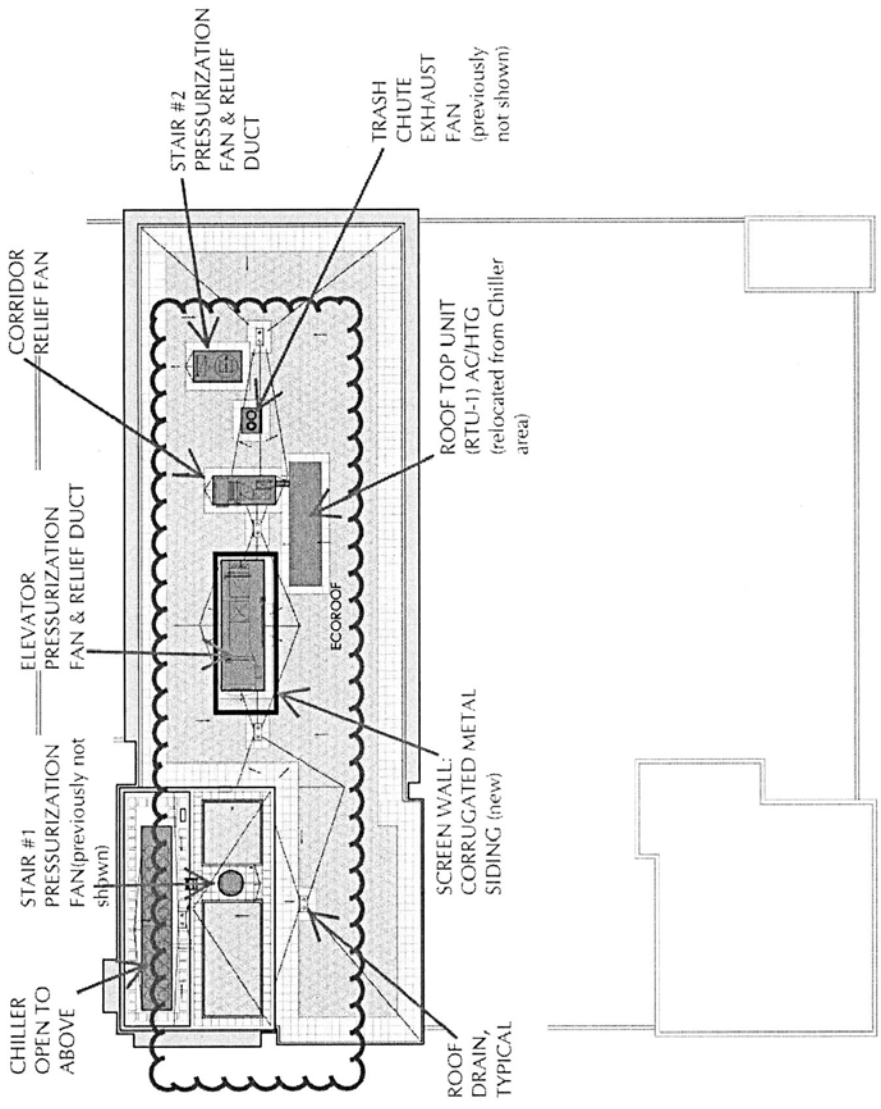 CHILLER
OPEN TO
ABOVE
STAIR #1
PRESSURIZATION
FAN(previously not
shown)
ELEVATOR
PRESSURIZATION
FAN & RELIEF DUCT
CORRIDOR
RELIEF FAN
STAIR #2
PRESSURIZATION
FAN & RELIEF
DUCT
TRASH
CHUTE
EXHAUST
FAN
(previously
not shown)
ROOF TOP UNIT
(RTU-1) AC/HTG
(relocated from Chiller
area)
ECOROOF
SCREEN WALL:
CORRUGATED METAL
SIDING (new)
ROOF
DRAIN,
TYPICAL